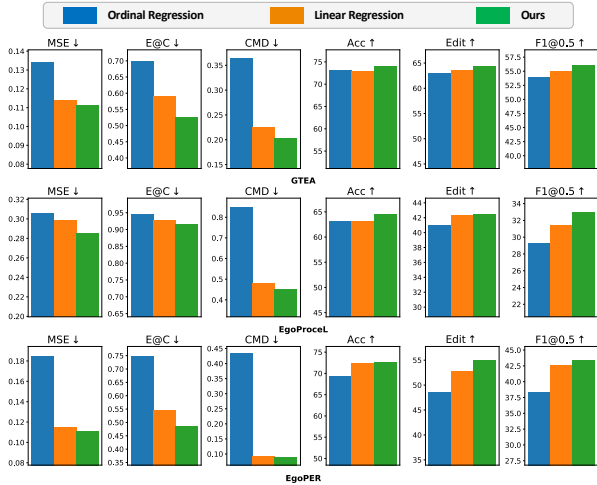 Ordinal Regression Linear Regression Ours
MSE ↓ E@C ↓ CMD ↓ Acc ↑ Edit ↑ F1@0.5 ↑
0.14 0.13 0.12 0.11 0.10 0.09 0.08
0.70 0.65 0.60 0.55 0.50 0.45 0.40
0.35 0.30 0.25 0.20 0.15
75 70 65 60 55
65 60 55 50 45
57.5 55.0 52.5 50.0 47.5 45.0 42.5 40.0
GTEA
MSE ↓ E@C ↓ CMD ↓ Acc ↑ Edit ↑ F1@0.5 ↑
0.32 0.30 0.28 0.26 0.24 0.22 0.20
0.95 0.90 0.85 0.80 0.75 0.70 0.65
0.8 0.7 0.6 0.5 0.4
65 60 55 50 45
44 42 40 38 36 34 32 30
34 32 30 28 26 24 22
EgoProceL
MSE ↓ E@C ↓ CMD ↓ Acc ↑ Edit ↑ F1@0.5 ↑
0.18 0.16 0.14 0.12 0.10 0.08
0.75 0.70 0.65 0.60 0.55 0.50 0.45 0.40 0.35
0.45 0.40 0.35 0.30 0.25 0.20 0.15 0.10
75 70 65 60 55 50
55 50 45 40 35
45.0 42.5 40.0 37.5 35.0 32.5 30.0 27.5
EgoPER